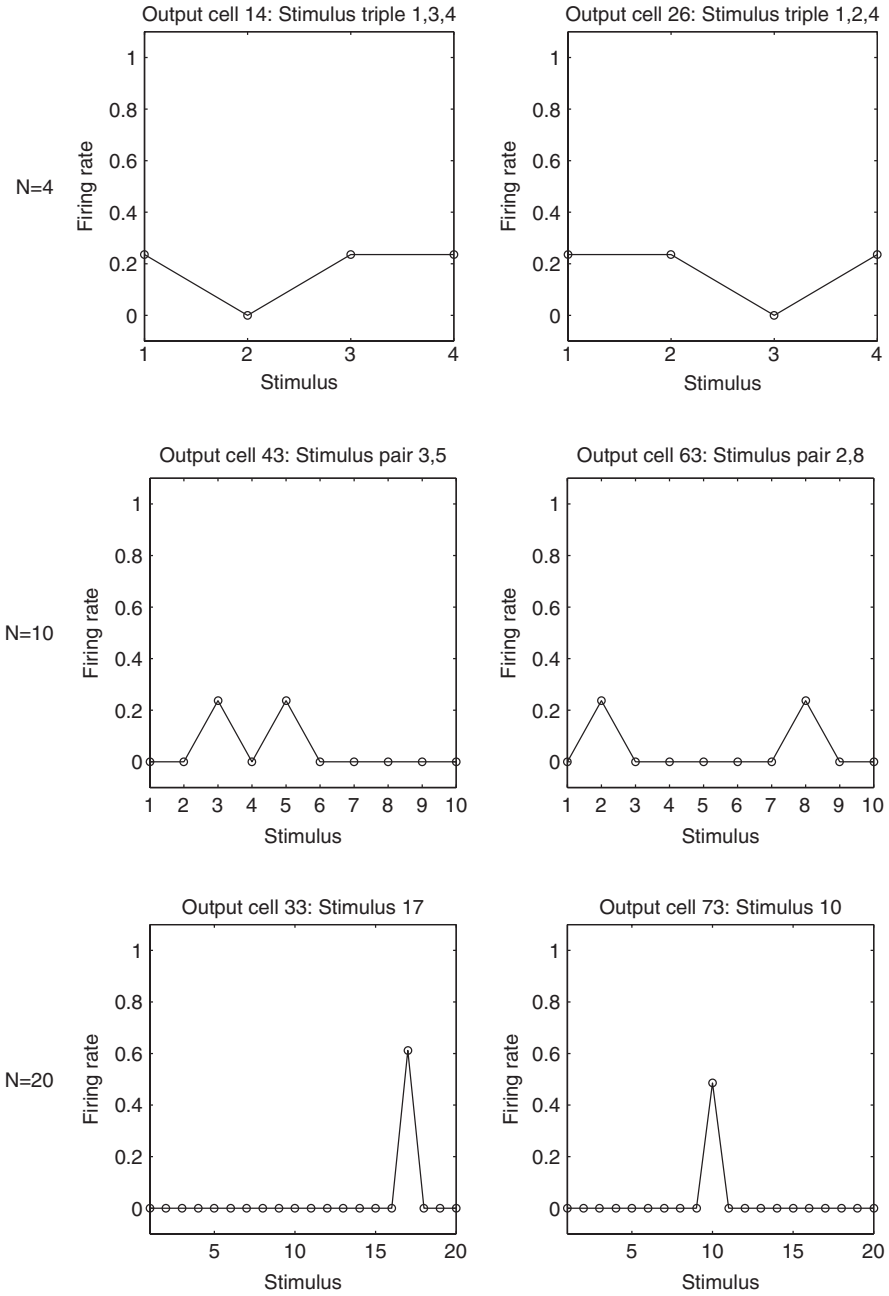 Output cell 14: Stimulus triple 1,3,4
Output cell 26: Stimulus triple 1,2,4
N=4
Firing rate
1
0.8
0.6
0.4
0.2
0
1 2 3 4
Stimulus
Firing rate
1
0.8
0.6
0.4
0.2
0
1 2 3 4
Stimulus
Output cell 43: Stimulus pair 3,5
Output cell 63: Stimulus pair 2,8
N=10
Firing rate
1
0.8
0.6
0.4
0.2
0
1 2 3 4 5 6 7 8 9 10
Stimulus
Firing rate
1
0.8
0.6
0.4
0.2
0
1 2 3 4 5 6 7 8 9 10
Stimulus
Output cell 33: Stimulus 17
Output cell 73: Stimulus 10
N=20
Firing rate
1
0.8
0.6
0.4
0.2
0
5 10 15 20
Stimulus
Firing rate
1
0.8
0.6
0.4
0.2
0
5 10 15 20
Stimulus